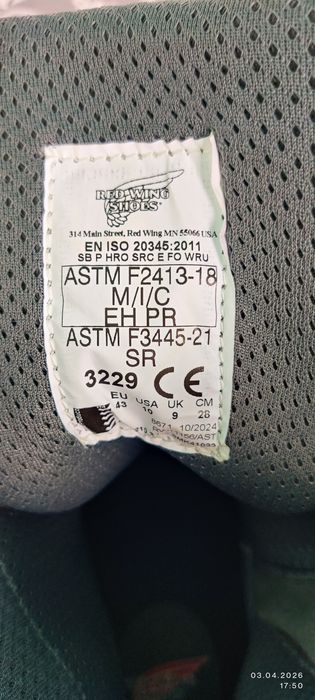 RED WING
SHOES
314 Main Street, Red Wing MN 55066 USA
EN ISO 20345:2011
SB P HRO SRC E FO WRU
ASTM F2413-18
M/I/C
EH PR
ASTM F3445-21
SR
3229 CE
EU USA UK CM
43 10 9 28
10/2024
03.04.2026
17:50